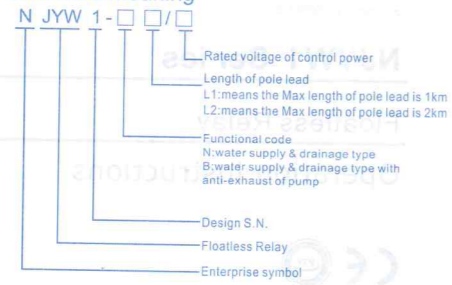 N JYW 1-□ □/□
Rated voltage of control power
Length of pole lead
L1:means the Max length of pole lead is 1km
L2:means the Max length of pole lead is 2km
Functional code
N:water supply & drainage type
B:water supply & drainage type with
anti-exhaust of pump
Design S.N.
Floatless Relay
Enterprise symbol